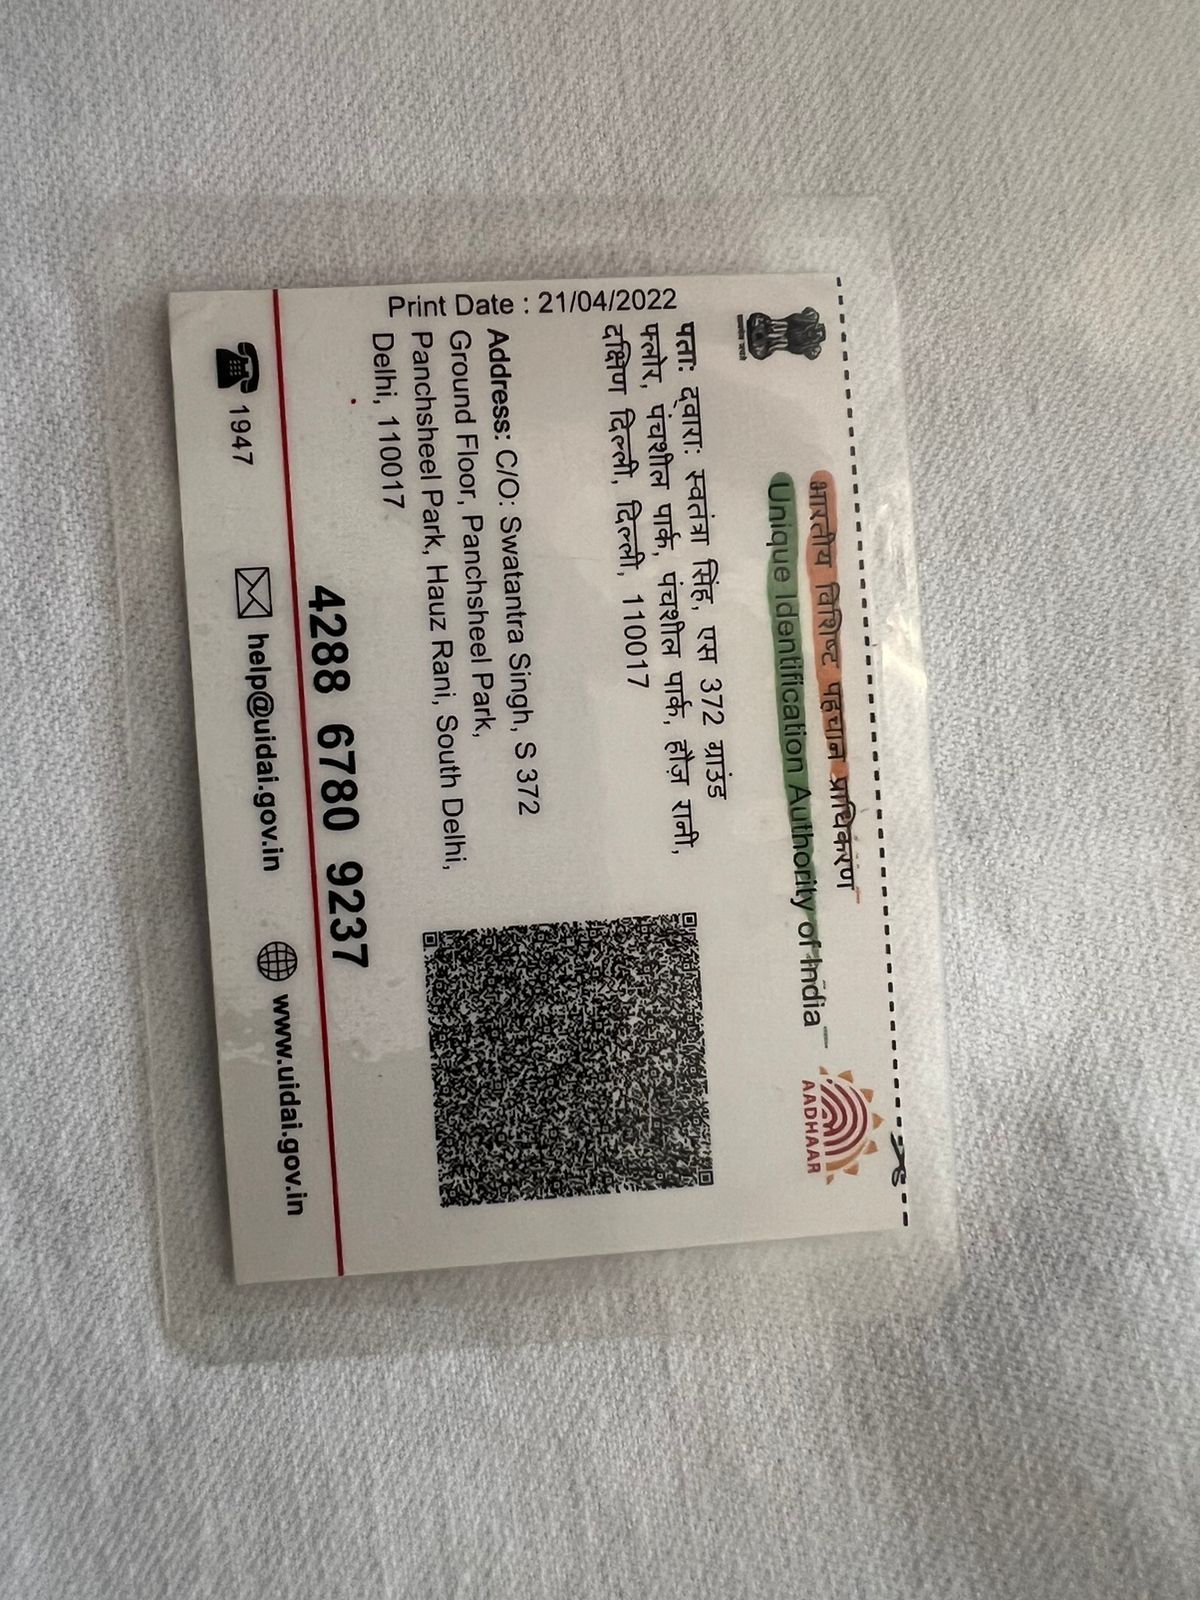 भारतीय विशिष्ट पहचान प्राधिकरण
Unique Identification Authority of India
AADHAAR
Print Date : 21/04/2022
पता: द्वारा: स्वतंत्रा सिंह, एस 372 ग्राउंड
फ्लोर, पंचशील पार्क, पंचशील पार्क, हौज़ रानी,
दक्षिण दिल्ली, दिल्ली, 110017
Address: C/O: Swatantra Singh, S 372
Ground Floor, Panchsheel Park,
Panchsheel Park, Hauz Rani, South Delhi,
Delhi, 110017
4288 6780 9237
1947
help@uidai.gov.in
www.uidai.gov.in